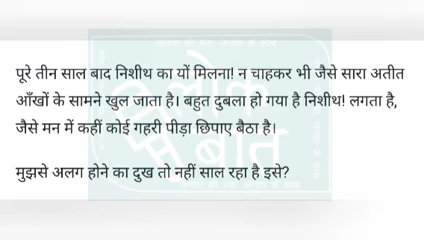 पूरे तीन साल बाद निशीथ का यों मिलना! न चाहकर भी जैसे सारा अतीत
आँखों के सामने खुल जाता है। बहुत दुबला हो गया है निशीथ! लगता है,
जैसे मन में कहीं कोई गहरी पीड़ा छिपाए बैठा है।
मुझसे अलग होने का दुख तो नहीं साल रहा है इसे?